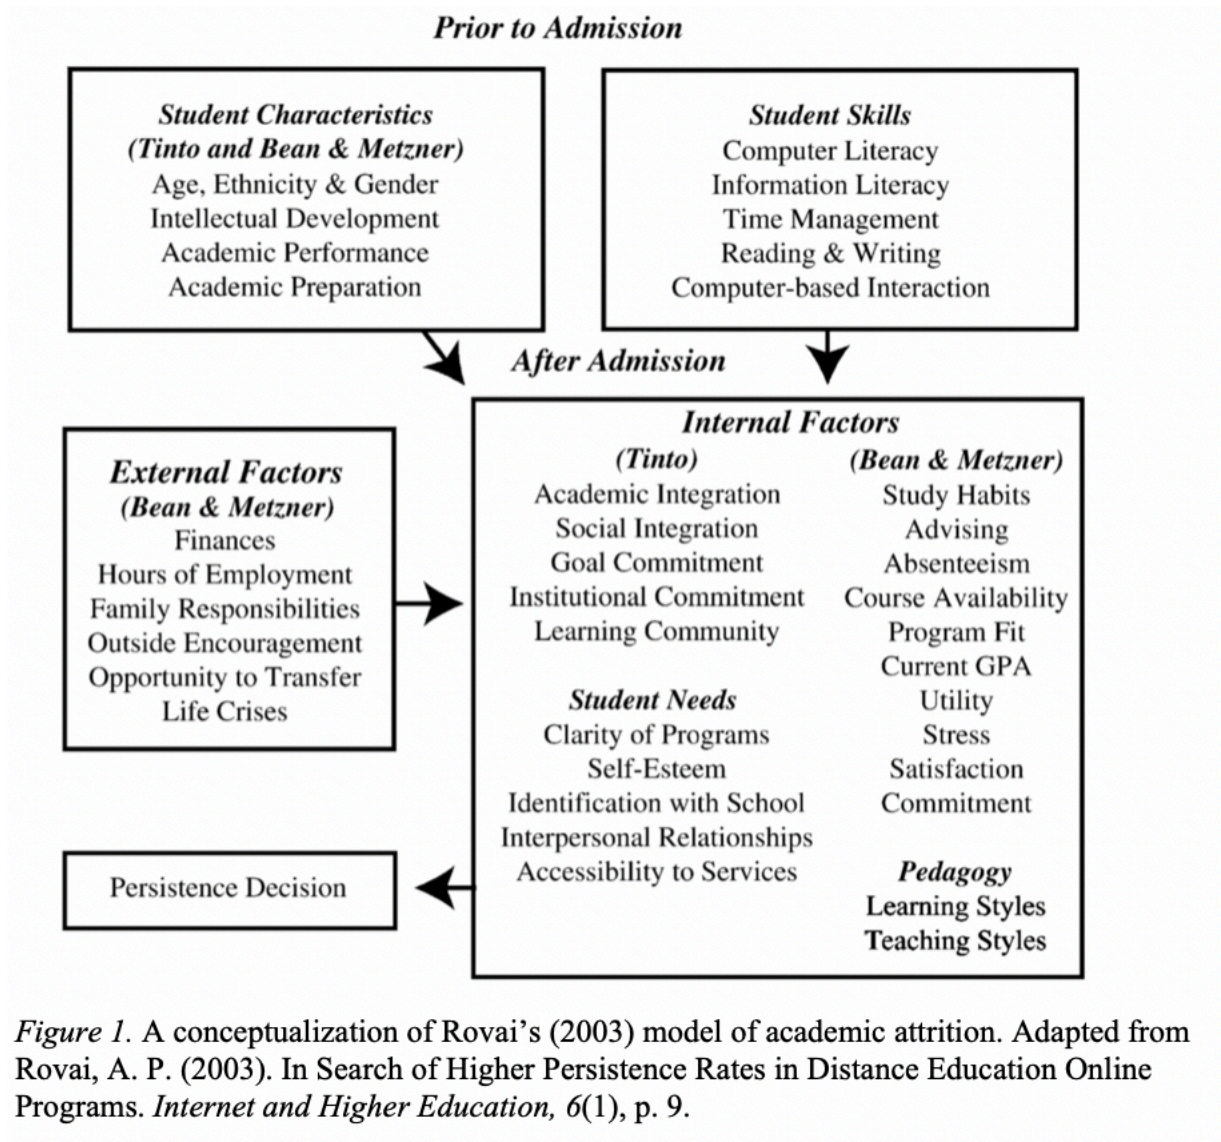 Prior to Admission
Student Characteristics
(Tinto and Bean & Metzner)
Age, Ethnicity & Gender
Intellectual Development
Academic Performance
Academic Preparation
Student Skills
Computer Literacy
Information Literacy
Time Management
Reading & Writing
Computer-based Interaction
After Admission
External Factors
(Bean & Metzner)
Finances
Hours of Employment
Family Responsibilities
Outside Encouragement
Opportunity to Transfer
Life Crises
Internal Factors
(Tinto)
Academic Integration
Social Integration
Goal Commitment
Institutional Commitment
Learning Community
Student Needs
Clarity of Programs
Self-Esteem
Identification with School
Interpersonal Relationships
Accessibility to Services
(Bean & Metzner)
Study Habits
Advising
Absenteeism
Course Availability
Program Fit
Current GPA
Utility
Stress
Satisfaction
Commitment
Pedagogy
Learning Styles
Teaching Styles
Persistence Decision
Figure 1. A conceptualization of Rovai’s (2003) model of academic attrition. Adapted from
Rovai, A. P. (2003). In Search of Higher Persistence Rates in Distance Education Online
Programs. Internet and Higher Education, 6(1), p. 9.